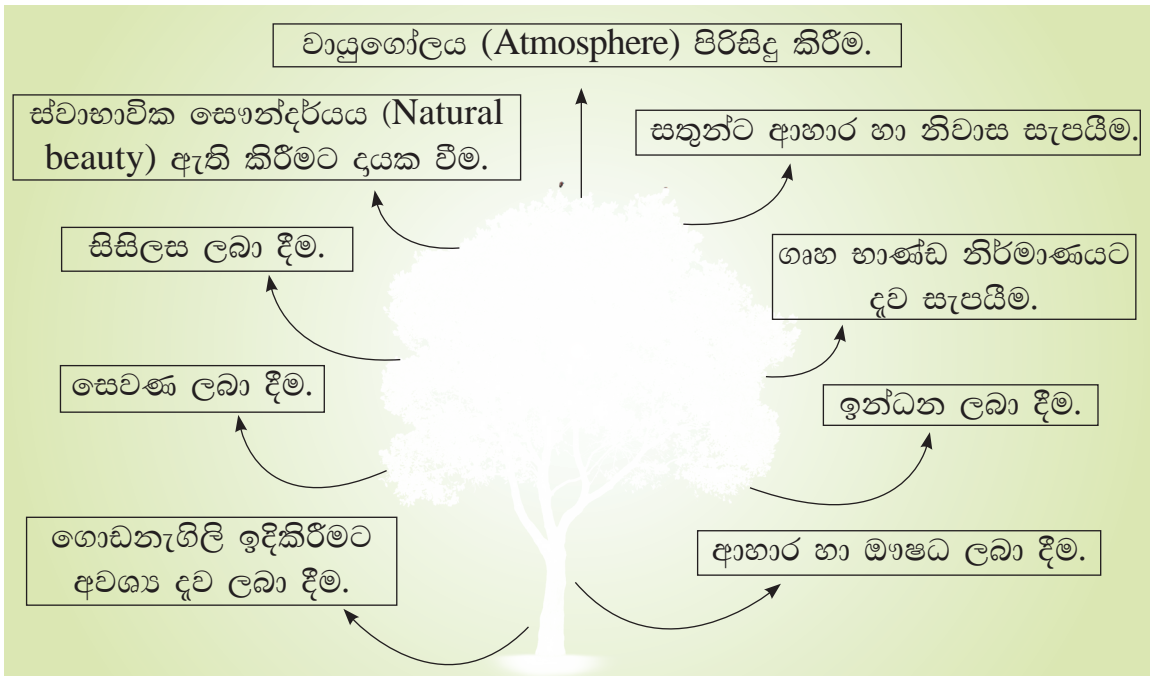 වායුගෝලය (Atmosphere) පිරිසිදු කිරීම.
ස්වාභාවික සෞන්දර්යය (Natural
beauty) ඇති කිරීමට දායක වීම.
සතුන්ට ආහාර හා නිවාස සැපයීම.
සිසිලස ලබා දීම.
ගෘහ භාණ්ඩ නිර්මාණයට
දැව සැපයීම.
සෙවණ ලබා දීම.
ඉන්ධන ලබා දීම.
ගොඩනැගිලි ඉදිකිරීමට
අවශ්‍ය දැව ලබා දීම.
ආහාර හා ඖෂධ ලබා දීම.